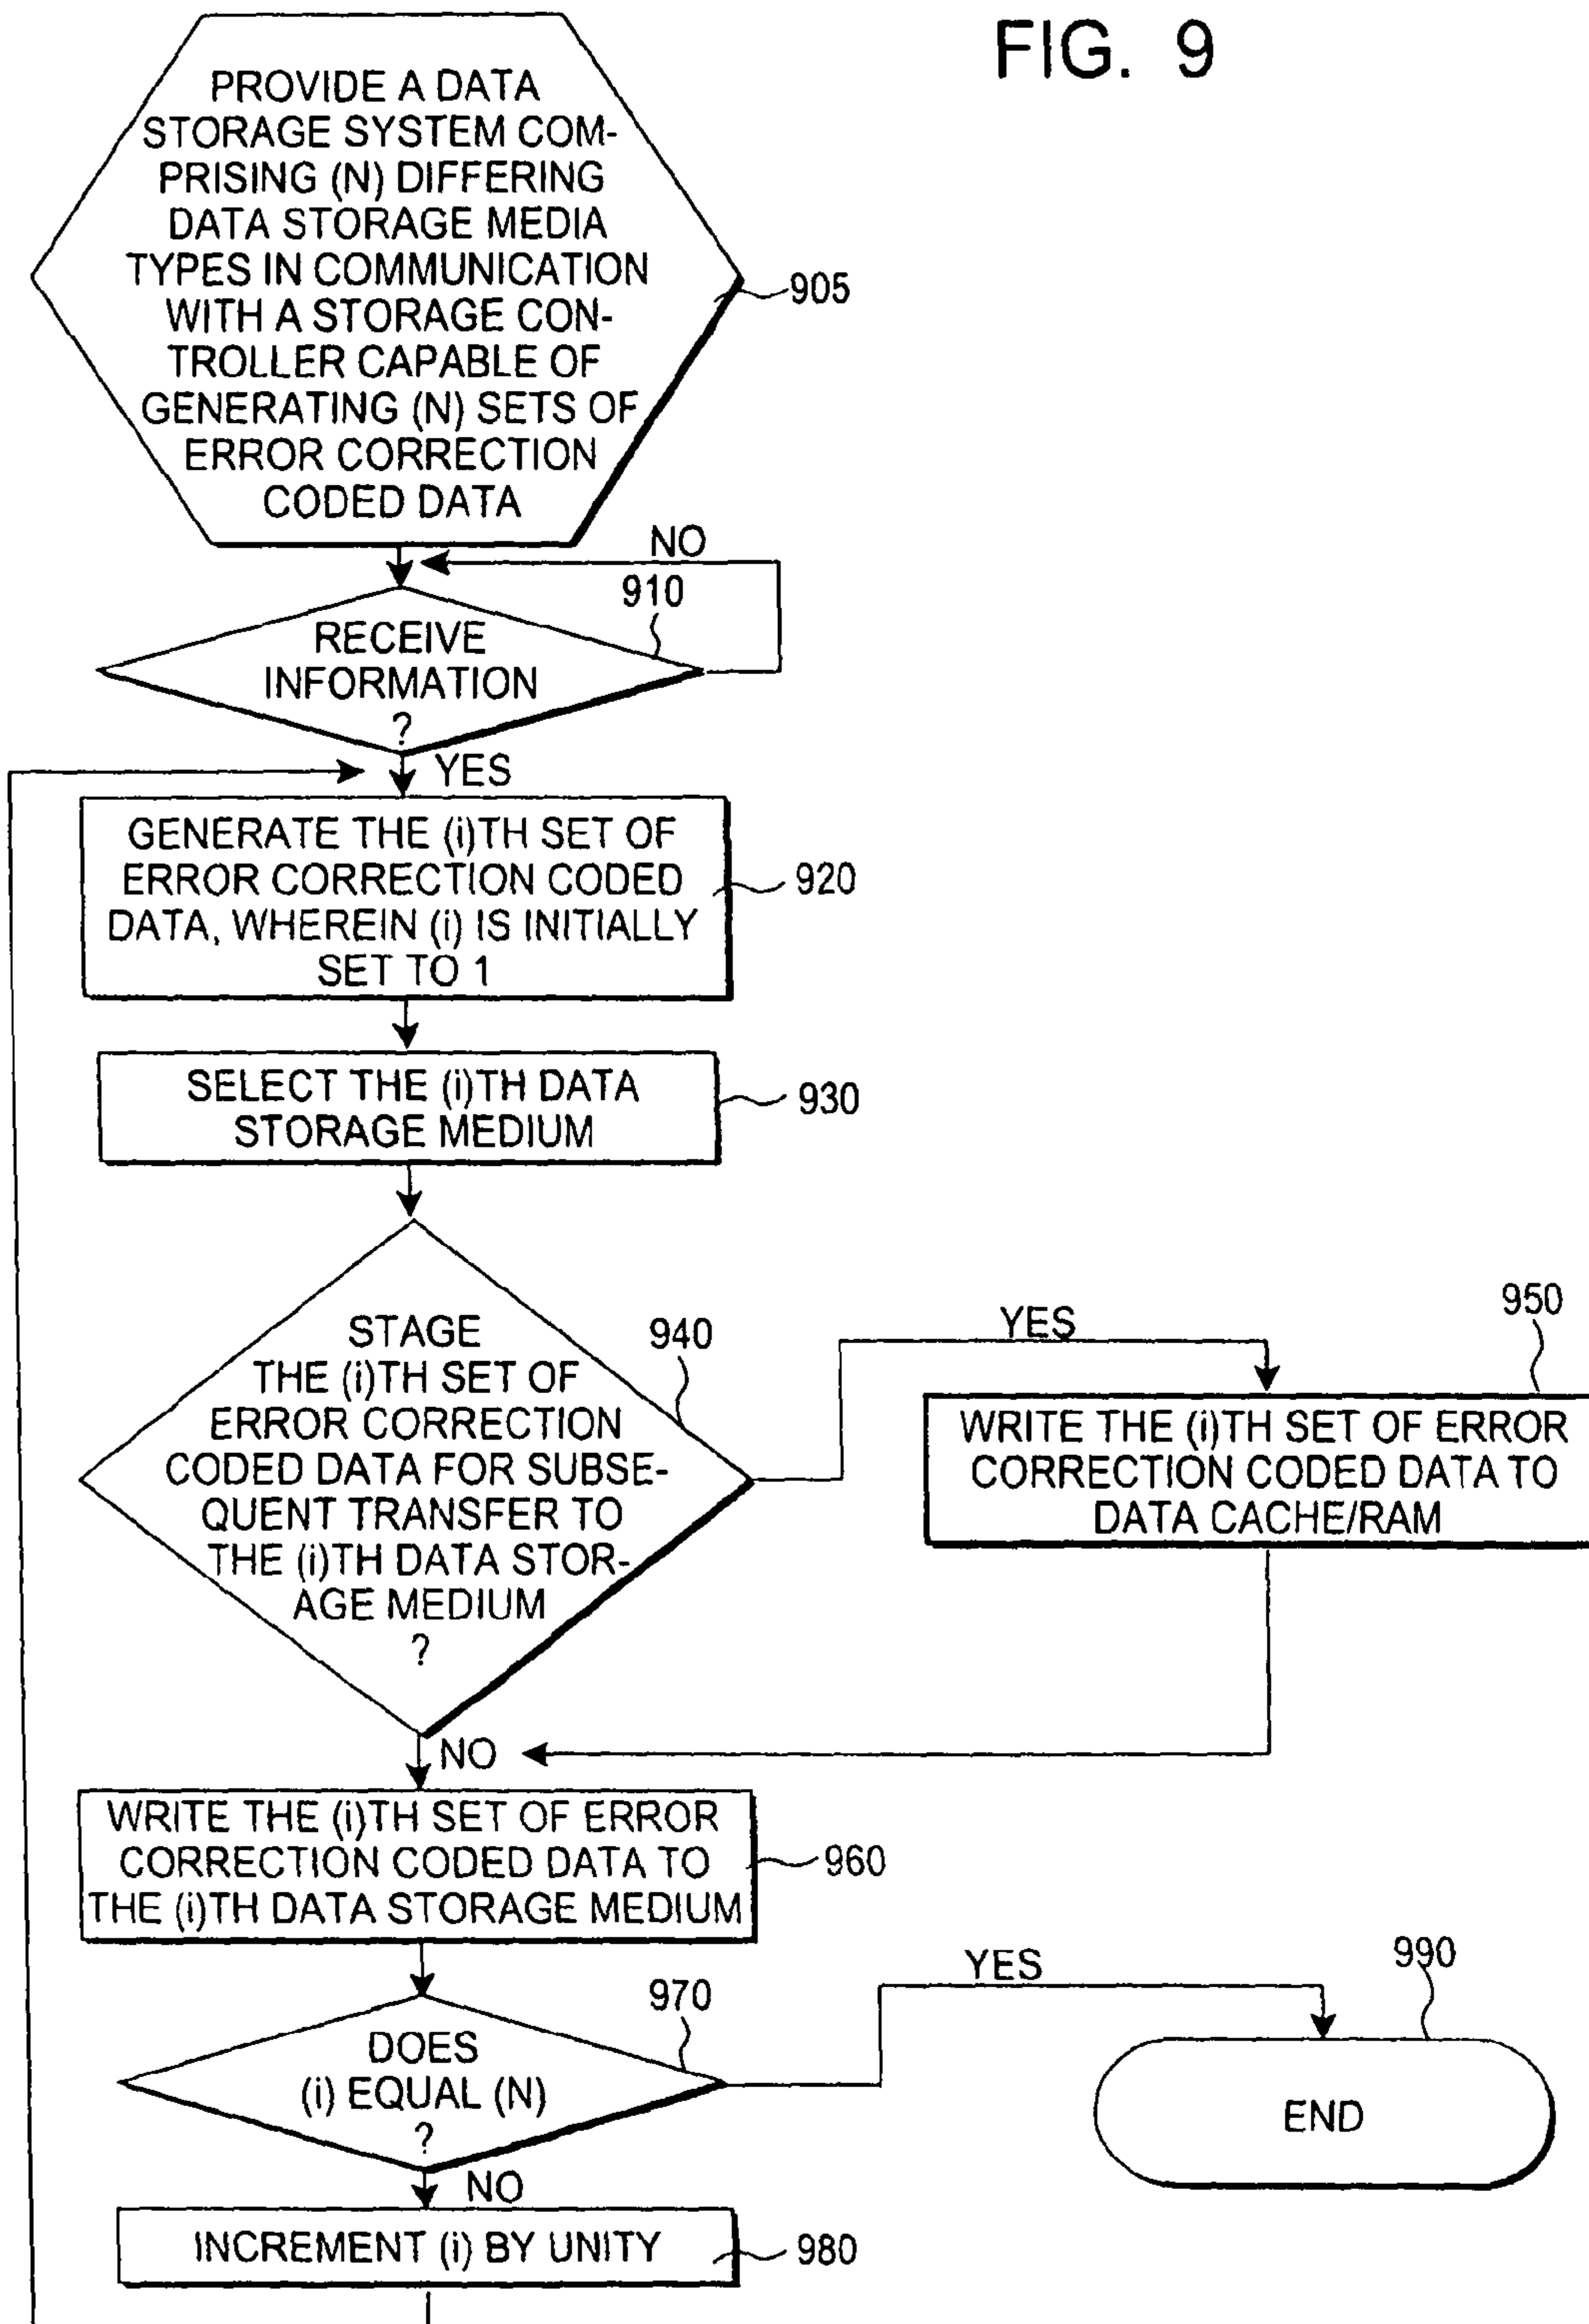 FIG. 9
PROVIDE A DATA
STORAGE SYSTEM COM-
PRISING (N) DIFFERING
DATA STORAGE MEDIA
TYPES IN COMMUNICATION
WITH A STORAGE CON-
TROLLER CAPABLE OF
GENERATING (N) SETS OF
ERROR CORRECTION
CODED DATA
905
NO
910
RECEIVE
INFORMATION
?
YES
GENERATE THE (i)TH SET OF
ERROR CORRECTION CODED
DATA, WHEREIN (i) IS INITIALLY
SET TO 1
920
SELECT THE (i)TH DATA
STORAGE MEDIUM
930
STAGE
THE (i)TH SET OF
ERROR CORRECTION
CODED DATA FOR SUBSE-
QUENT TRANSFER TO
THE (i)TH DATA STOR-
AGE MEDIUM
?
940
YES
950
WRITE THE (i)TH SET OF ERROR
CORRECTION CODED DATA TO
DATA CACHE/RAM
NO
WRITE THE (i)TH SET OF ERROR
CORRECTION CODED DATA TO
THE (i)TH DATA STORAGE MEDIUM
960
970
DOES
(i) EQUAL (N)
?
YES
990
END
NO
INCREMENT (i) BY UNITY
980